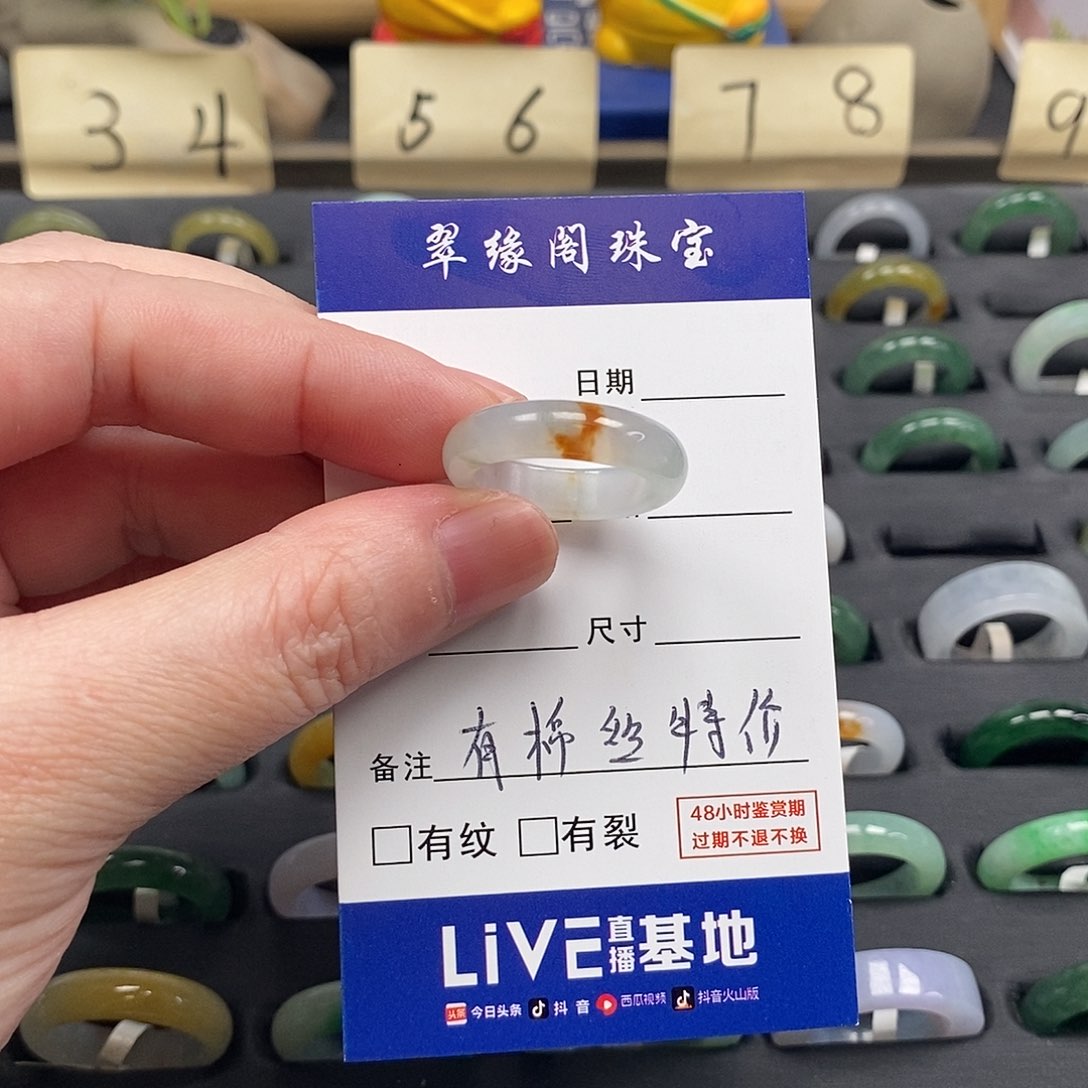 3 4
5 6
7 8
9
翠缘阁珠宝
日期
尺寸
备注 有棉丝特价
□有纹 □有裂
48小时鉴赏期
过期不退不换
LiVE直播基地
头条 今日头条 抖音 西瓜视频 抖音火山版